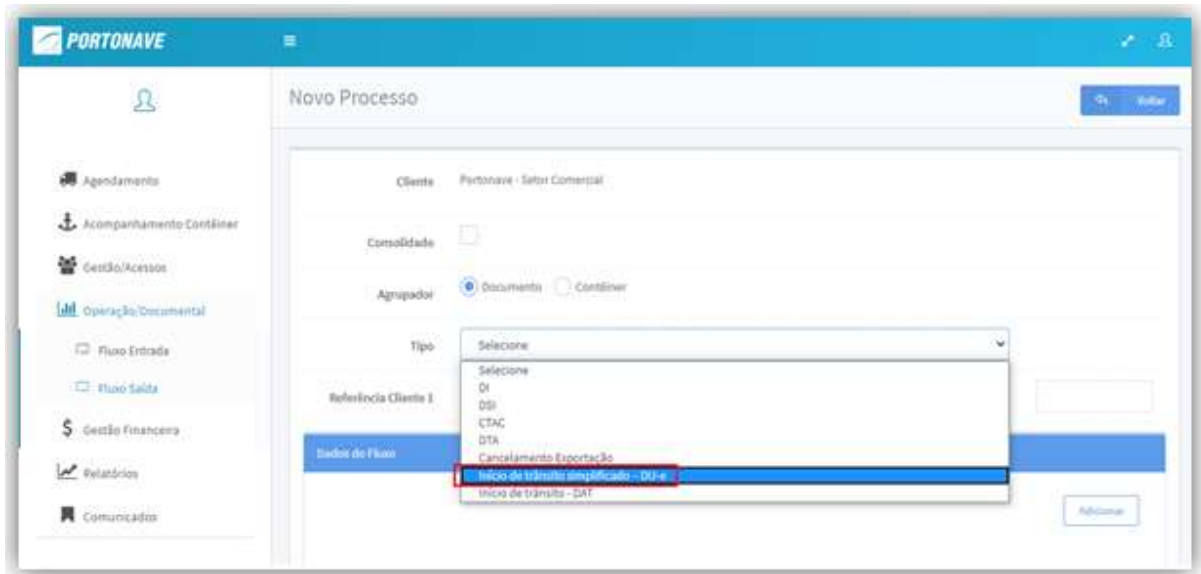 PORTONAVE
Novo Processo
Voltar
Agendamento
Acompanhamento Contêiner
Gestão/Acessos
Operação/Documental
Fluxo Entrada
Fluxo Saída
Gestão Financeira
Relatórios
Comunicados
Cliente Portonave - Setor Comercial
Consolidado
Agrupador Documento Contêiner
Tipo Selecione
Selecione
DI
DSI
CTAC
DTA
Cancelamento Exportação
Início de trânsito simplificado - DU-e
Início de trânsito - DAT
Referência Cliente 1
Dados do Fluxo
Adicionar